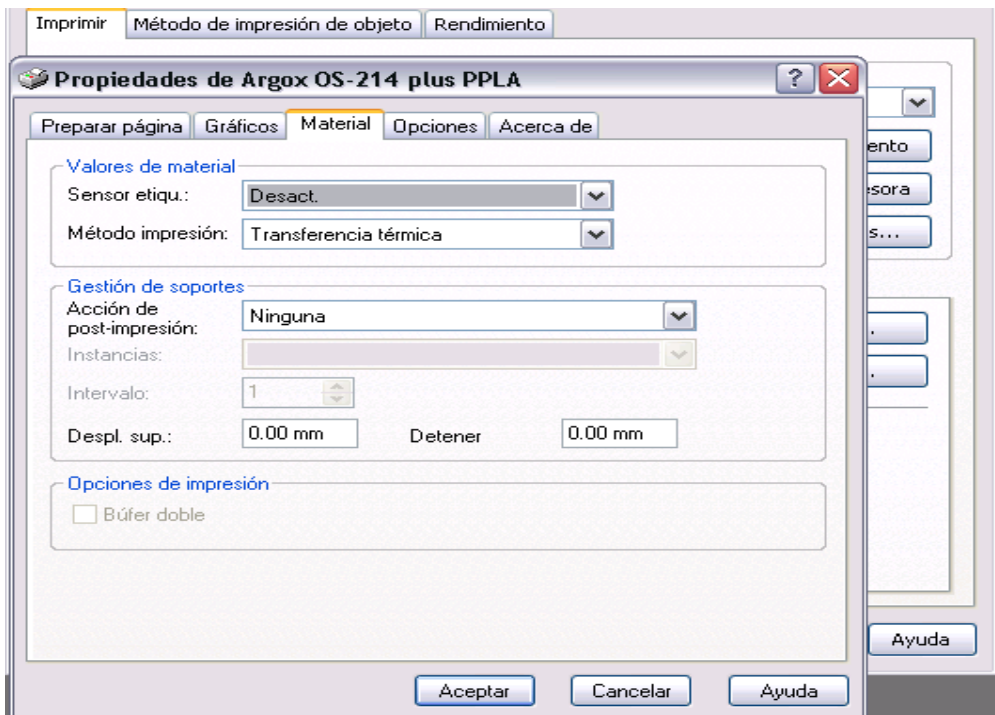 Imprimir Método de impresión de objeto Rendimiento
Propiedades de Argox OS-214 plus PPLA
Preparar página Gráficos Material Opciones Acerca de
ento
Valores de material
Sensor etiqu.: Desact.
esora
Método impresión: Transferencia térmica
s...
Gestión de soportes
Acción de
post-impresión: Ninguna
.
Instancias:
.
Intervalo: 1
Despl. sup.: 0.00 mm Detener 0.00 mm
Opciones de impresión
Búfer doble
Ayuda
Aceptar Cancelar Ayuda